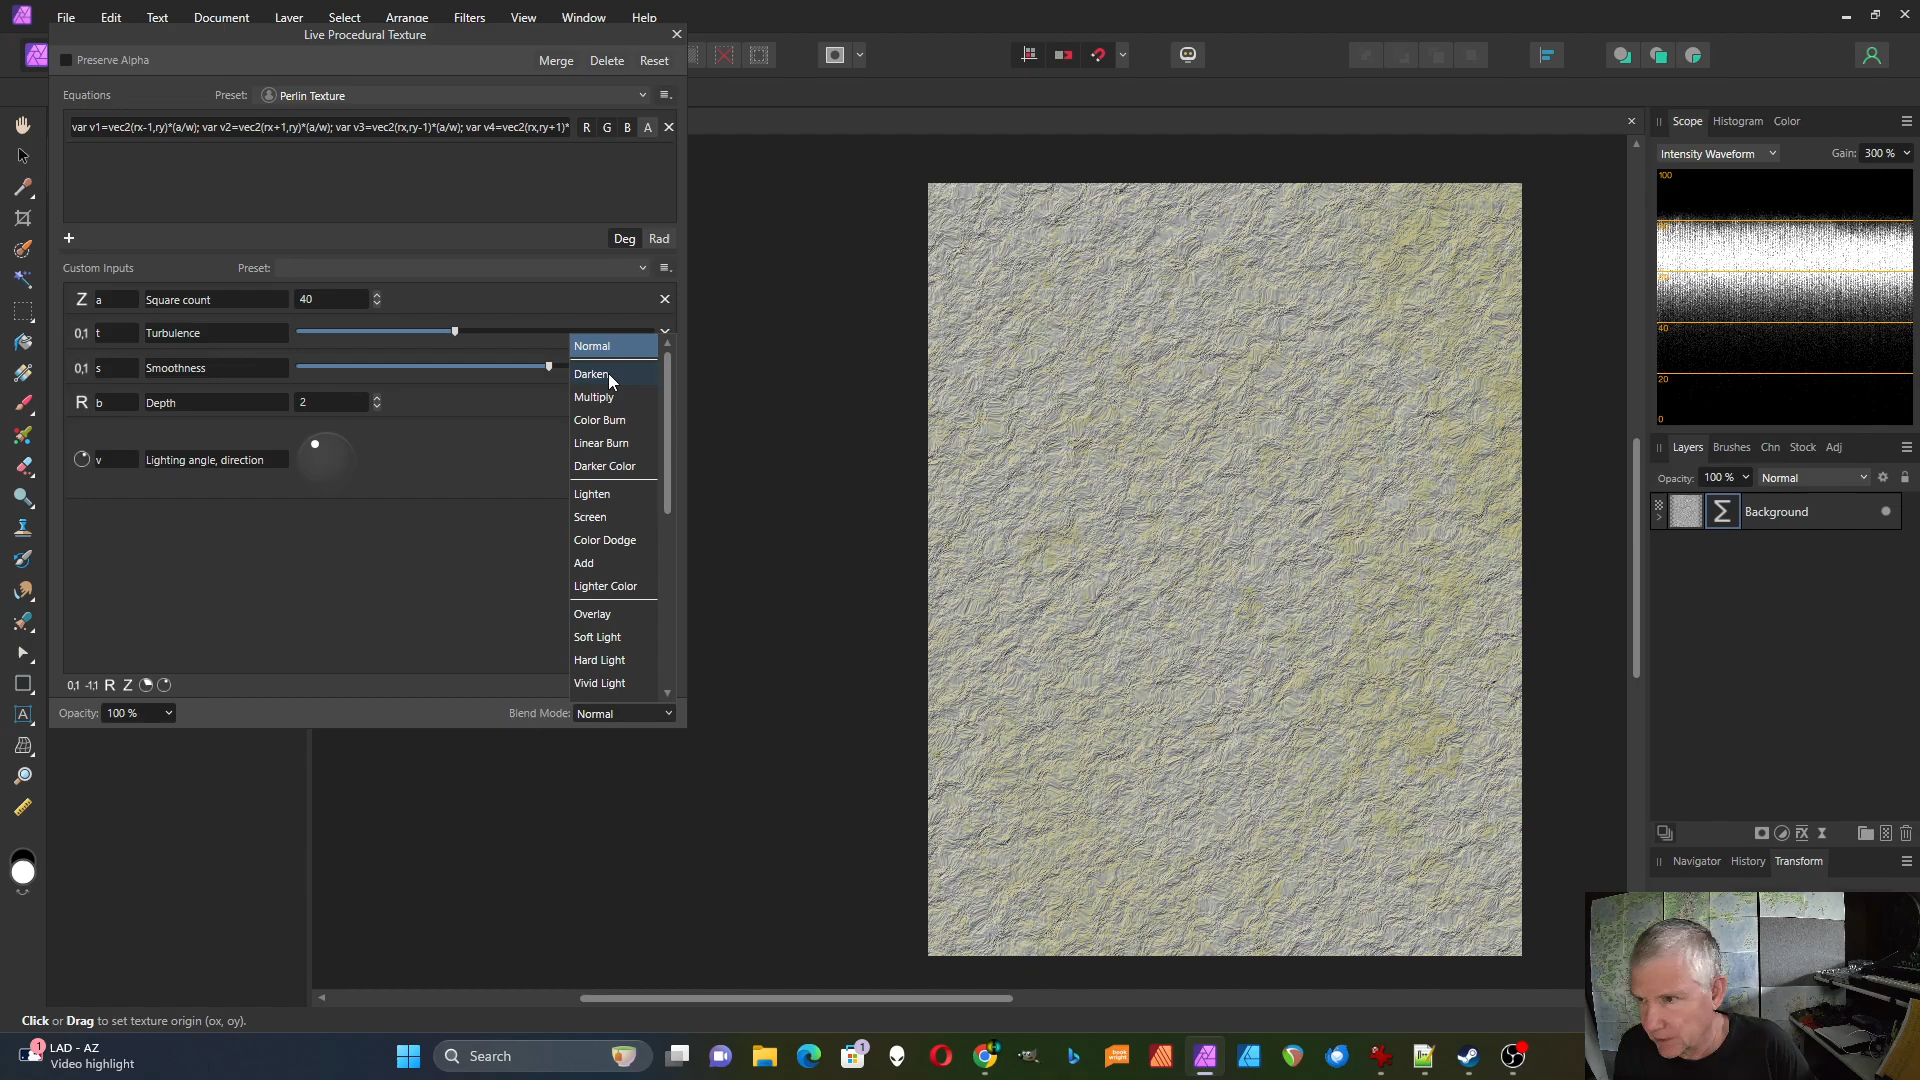 File Edit Text Document Layer Select Arrange Filters View Window Help
Live Procedural Texture
Preserve Alpha Merge Delete Reset
Equations Preset: Perlin Texture
var v1=vec2(rx-1,ry)*(a/w); var v2=vec2(rx+1,ry)*(a/w); var v3=vec2(rx,ry-1)*(a/w); var v4=vec2(rx,ry+1)* R G B A
Deg Rad
Custom Inputs Preset:
Z a Square count 40
0,1 t Turbulence
0,1 s Smoothness
R b Depth 2
v Lighting angle, direction
0,1 -1,1 R Z
Opacity: 100 % Blend Mode: Normal
Normal
Darken
Multiply
Color Burn
Linear Burn
Darker Color
Lighten
Screen
Color Dodge
Add
Lighter Color
Overlay
Soft Light
Hard Light
Vivid Light
Scope Histogram Color
Intensity Waveform Gain: 300 %
100
40
20
0
Layers Brushes Chn Stock Adj
Opacity: 100 % Normal
Background
Navigator History Transform
Click or Drag to set texture origin (ox, oy).
1 LAD - AZ
Video highlight
Search
1